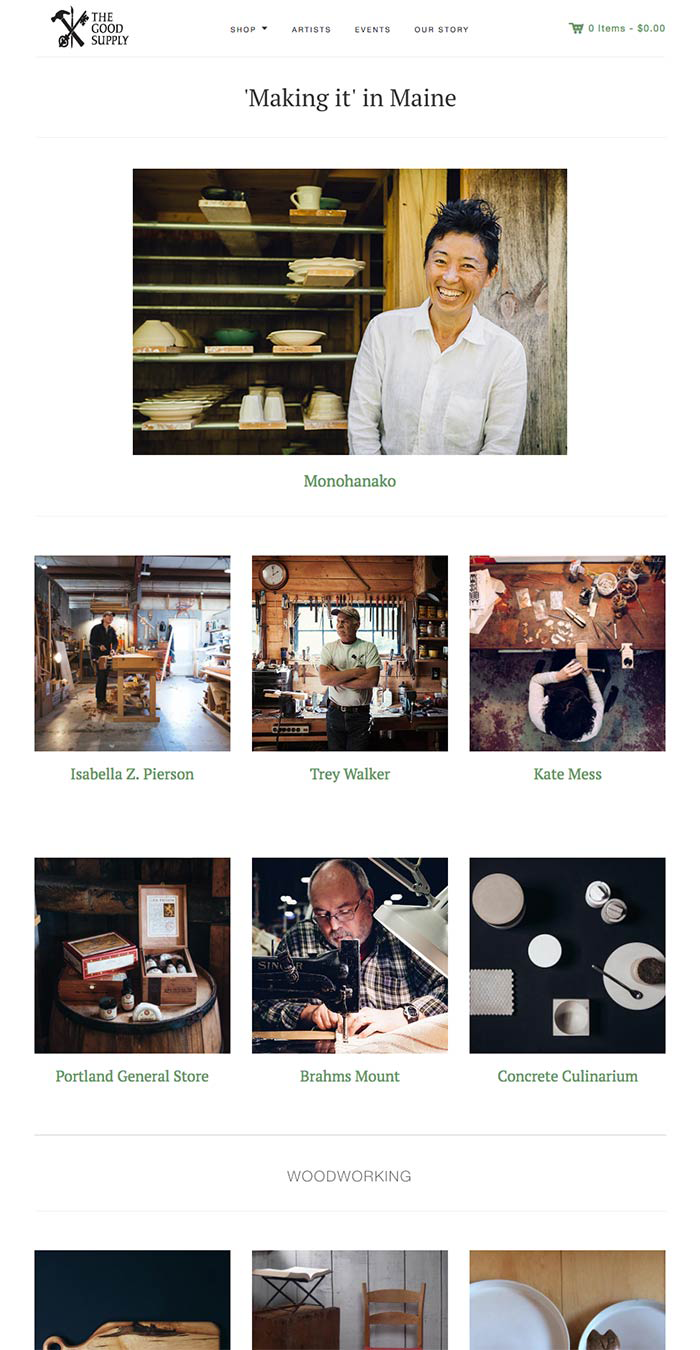 THE
GOOD
SUPPLY
SHOP ARTISTS EVENTS OUR STORY
0 Items - $0.00
'Making it' in Maine
Monohanako
Isabella Z. Pierson Trey Walker Kate Mess
SINGER
Portland General Store Brahms Mount Concrete Culinarium
WOODWORKING